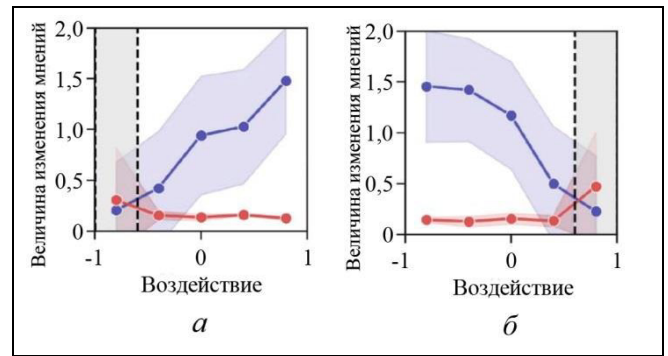 Величина изменения мнений
2,0
1,5
1,0
0,5
0
-1
0
1
Воздействие
а
Величина изменения мнений
2,0
1,5
1,0
0,5
0
-1
0
1
Воздействие
б